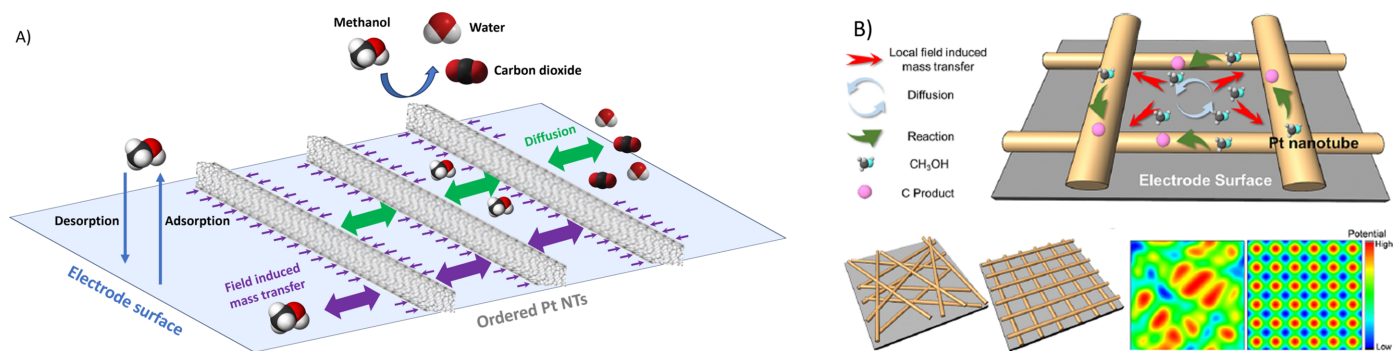 A)
Methanol
Water
Carbon dioxide
Diffusion
Desorption
Adsorption
Field induced
mass transfer
Electrode surface
Ordered Pt NTs
B)
Local field induced
mass transfer
Diffusion
Reaction
CH₃OH
C Product
Pt nanotube
Electrode Surface
Potential
High
Low